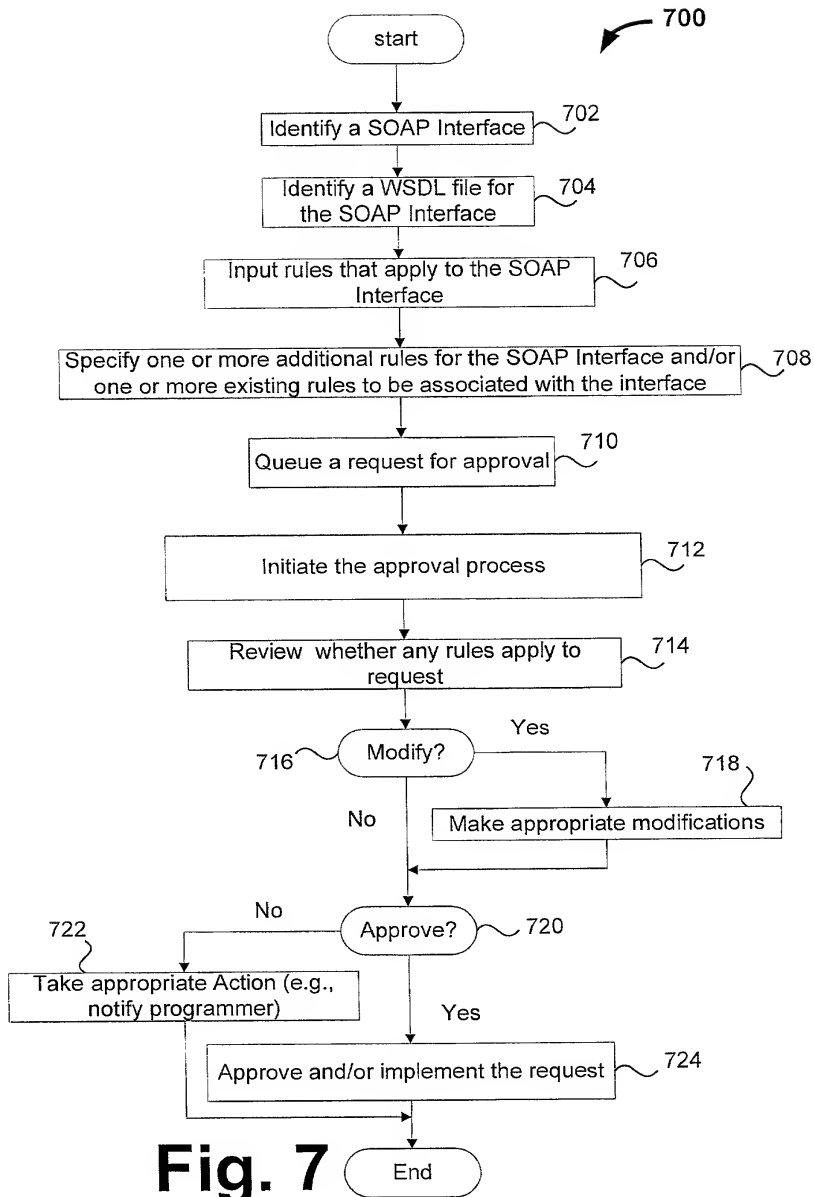 start
700
Identify a SOAP Interface
702
Identify a WSDL file for
the SOAP Interface
704
Input rules that apply to the SOAP
Interface
706
Specify one or more additional rules for the SOAP Interface and/or
one or more existing rules to be associated with the interface
708
Queue a request for approval
710
Initiate the approval process
712
Review whether any rules apply to
request
714
716
Modify?
Yes
No
718
Make appropriate modifications
722
No
Approve?
720
Take appropriate Action (e.g.,
notify programmer)
Yes
Approve and/or implement the request
724
Fig. 7
End